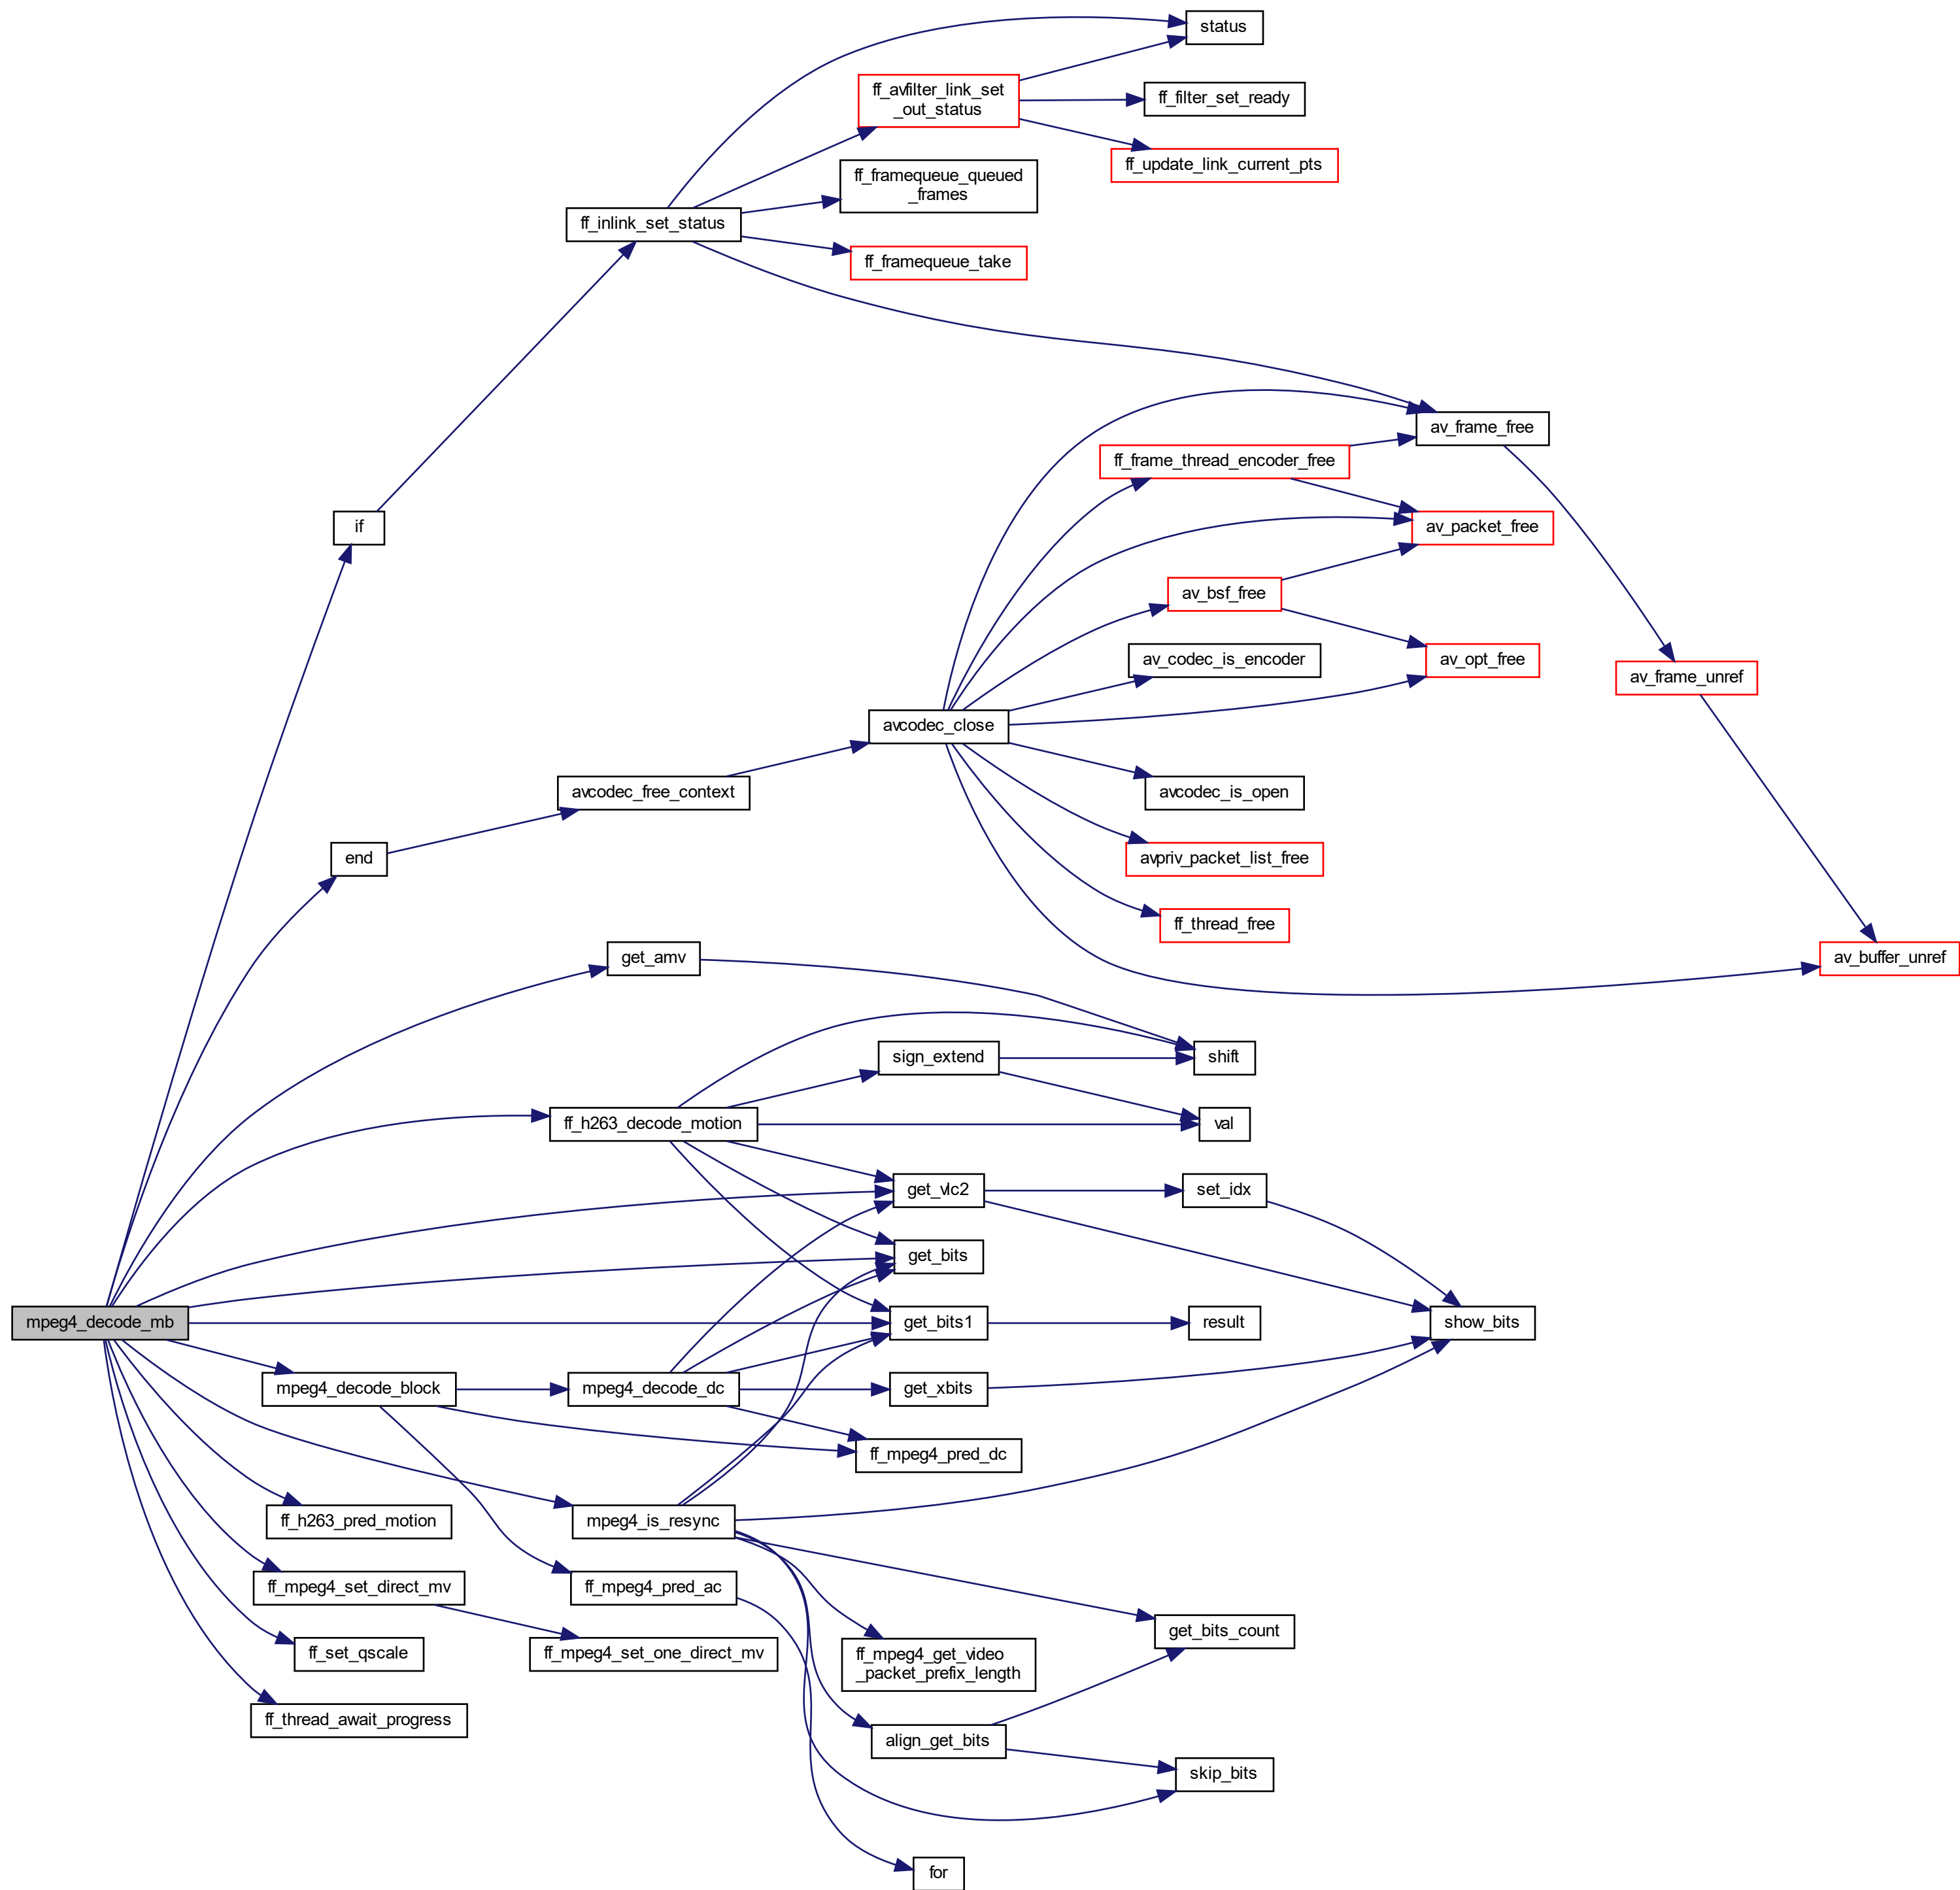 status
ff_avfilter_link_set
_out_status
ff_filter_set_ready
ff_update_link_current_pts
ff_framequeue_queued
_frames
ff_inlink_set_status
ff_framequeue_take
av_frame_free
ff_frame_thread_encoder_free
if
av_packet_free
av_bsf_free
av_codec_is_encoder
av_opt_free
av_frame_unref
avcodec_close
avcodec_free_context
avcodec_is_open
end
avpriv_packet_list_free
ff_thread_free
get_amv
av_buffer_unref
sign_extend
shift
ff_h263_decode_motion
val
get_vlc2
set_idx
get_bits
mpeg4_decode_mb
get_bits1
result
show_bits
mpeg4_decode_block
mpeg4_decode_dc
get_xbits
ff_mpeg4_pred_dc
ff_h263_pred_motion
mpeg4_is_resync
ff_mpeg4_set_direct_mv
ff_mpeg4_pred_ac
get_bits_count
ff_set_qscale
ff_mpeg4_set_one_direct_mv
ff_mpeg4_get_video
_packet_prefix_length
ff_thread_await_progress
align_get_bits
skip_bits
for